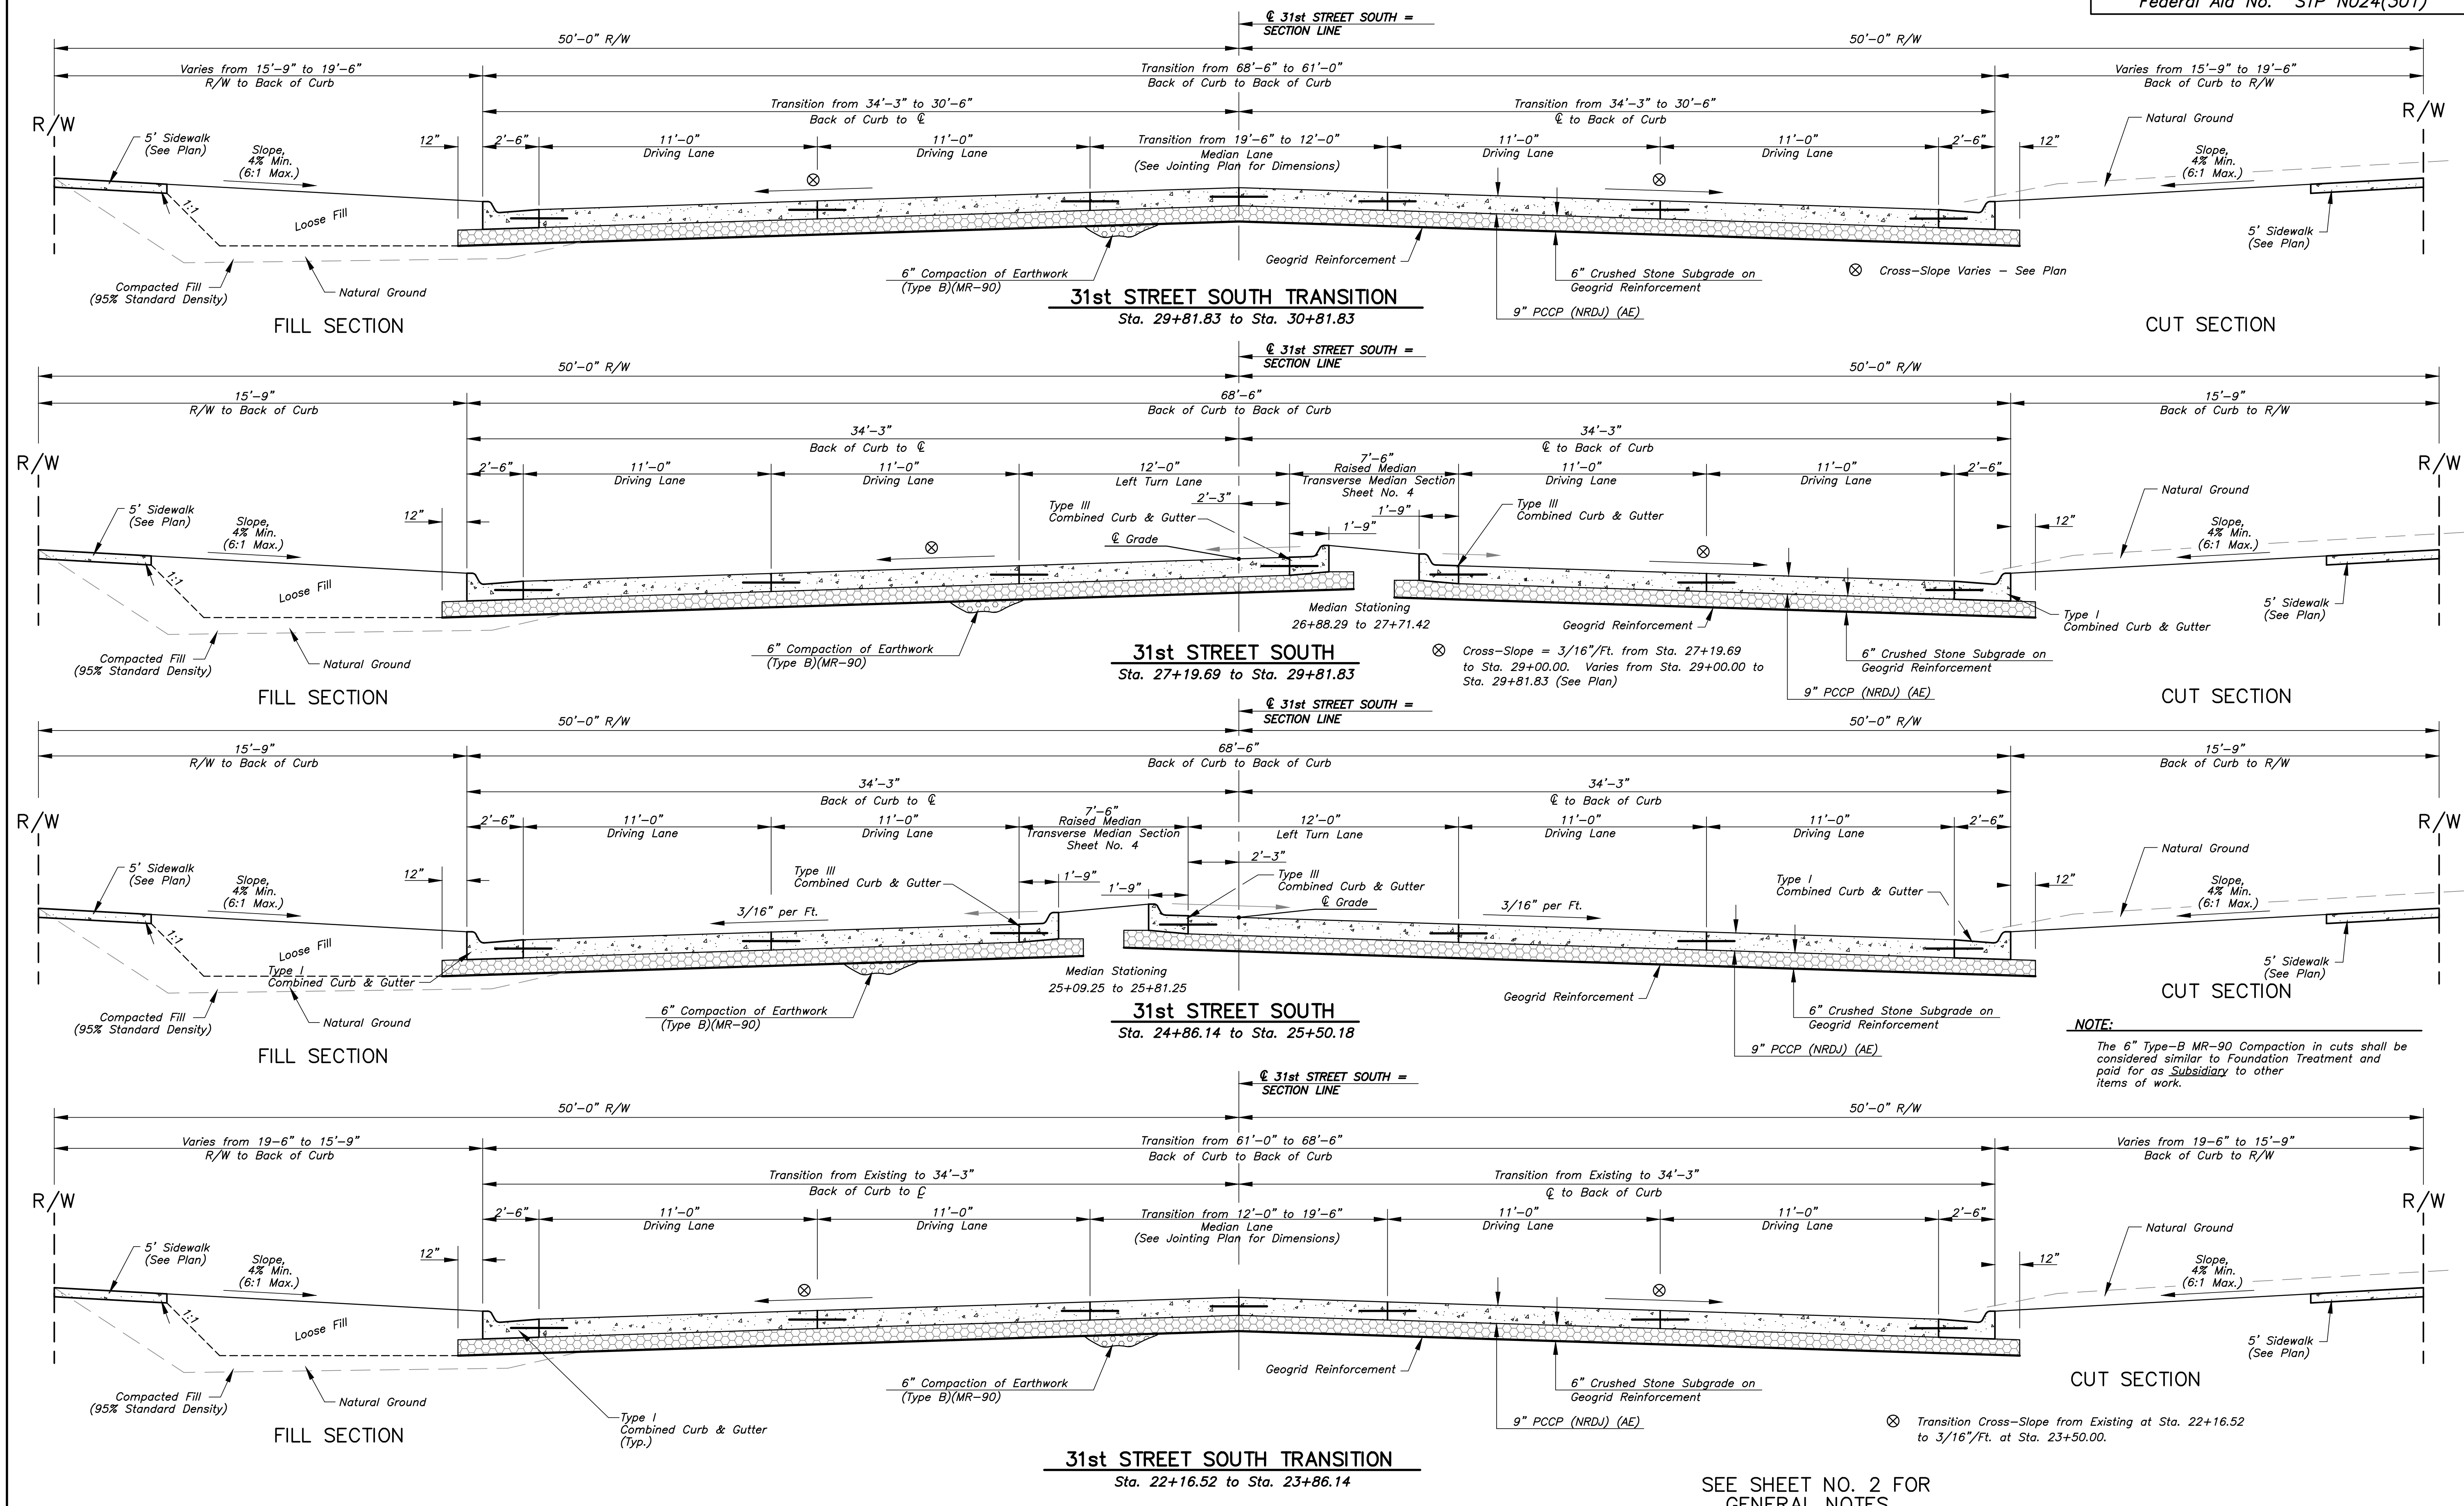 Federal Aid No. STP N024(301)
℄ 31st STREET SOUTH =
SECTION LINE
50'-0" R/W
50'-0" R/W
Varies from 15'-9" to 19'-6"
R/W to Back of Curb
Transition from 68'-6" to 61'-0"
Back of Curb to Back of Curb
Varies from 15'-9" to 19'-6"
Back of Curb to R/W
Transition from 34'-3" to 30'-6"
Back of Curb to ℄
Transition from 34'-3" to 30'-6"
℄ to Back of Curb
R/W
R/W
5' Sidewalk
(See Plan)
Slope,
4% Min.
(6:1 Max.)
12"
2'-6"
11'-0"
Driving Lane
11'-0"
Driving Lane
Transition from 19'-6" to 12'-0"
Median Lane
(See Jointing Plan for Dimensions)
11'-0"
Driving Lane
11'-0"
Driving Lane
2'-6"
12"
Natural Ground
Slope,
4% Min.
(6:1 Max.)
1:1
Loose Fill
5' Sidewalk
(See Plan)
Compacted Fill
(95% Standard Density)
Natural Ground
6" Compaction of Earthwork
(Type B)(MR-90)
Geogrid Reinforcement
6" Crushed Stone Subgrade on
Geogrid Reinforcement
9" PCCP (NRDJ) (AE)
⊗ Cross-Slope Varies - See Plan
FILL SECTION
31st STREET SOUTH TRANSITION
Sta. 29+81.83 to Sta. 30+81.83
CUT SECTION
℄ 31st STREET SOUTH =
SECTION LINE
50'-0" R/W
50'-0" R/W
15'-9"
R/W to Back of Curb
68'-6"
Back of Curb to Back of Curb
15'-9"
Back of Curb to R/W
34'-3"
Back of Curb to ℄
34'-3"
℄ to Back of Curb
R/W
R/W
2'-6"
11'-0"
Driving Lane
11'-0"
Driving Lane
12'-0"
Left Turn Lane
7'-6"
Raised Median
Transverse Median Section
Sheet No. 4
11'-0"
Driving Lane
11'-0"
Driving Lane
2'-6"
5' Sidewalk
(See Plan)
Slope,
4% Min.
(6:1 Max.)
12"
2'-3"
Type III
Combined Curb & Gutter
℄ Grade
1'-9"
1'-9"
Type III
Combined Curb & Gutter
Natural Ground
12"
Slope,
4% Min.
(6:1 Max.)
1:1
Loose Fill
Median Stationing
26+88.29 to 27+71.42
Type I
Combined Curb & Gutter
5' Sidewalk
(See Plan)
Compacted Fill
(95% Standard Density)
Natural Ground
6" Compaction of Earthwork
(Type B)(MR-90)
Geogrid Reinforcement
6" Crushed Stone Subgrade on
Geogrid Reinforcement
9" PCCP (NRDJ) (AE)
⊗ Cross-Slope = 3/16"/Ft. from Sta. 27+19.69
to Sta. 29+00.00. Varies from Sta. 29+00.00 to
Sta. 29+81.83 (See Plan)
FILL SECTION
31st STREET SOUTH
Sta. 27+19.69 to Sta. 29+81.83
CUT SECTION
℄ 31st STREET SOUTH =
SECTION LINE
50'-0" R/W
50'-0" R/W
15'-9"
R/W to Back of Curb
68'-6"
Back of Curb to Back of Curb
15'-9"
Back of Curb to R/W
34'-3"
Back of Curb to ℄
34'-3"
℄ to Back of Curb
R/W
R/W
2'-6"
11'-0"
Driving Lane
11'-0"
Driving Lane
7'-6"
Raised Median
Transverse Median Section
Sheet No. 4
12'-0"
Left Turn Lane
11'-0"
Driving Lane
11'-0"
Driving Lane
2'-6"
5' Sidewalk
(See Plan)
Slope,
4% Min.
(6:1 Max.)
12"
3/16" per Ft.
Type III
Combined Curb & Gutter
1'-9"
1'-9"
2'-3"
Type III
Combined Curb & Gutter
℄ Grade
3/16" per Ft.
Type I
Combined Curb & Gutter
12"
Natural Ground
Slope,
4% Min.
(6:1 Max.)
1:1
Loose Fill
Type I
Combined Curb & Gutter
Median Stationing
25+09.25 to 25+81.25
5' Sidewalk
(See Plan)
Compacted Fill
(95% Standard Density)
Natural Ground
6" Compaction of Earthwork
(Type B)(MR-90)
Geogrid Reinforcement
6" Crushed Stone Subgrade on
Geogrid Reinforcement
9" PCCP (NRDJ) (AE)
FILL SECTION
31st STREET SOUTH
Sta. 24+86.14 to Sta. 25+50.18
CUT SECTION
NOTE:
The 6" Type-B MR-90 Compaction in cuts shall be
considered similar to Foundation Treatment and
paid for as Subsidiary to other
items of work.
℄ 31st STREET SOUTH =
SECTION LINE
50'-0" R/W
50'-0" R/W
Varies from 19-6" to 15'-9"
R/W to Back of Curb
Transition from 61'-0" to 68'-6"
Back of Curb to Back of Curb
Varies from 19-6" to 15'-9"
Back of Curb to R/W
Transition from Existing to 34'-3"
Back of Curb to ℄
Transition from Existing to 34'-3"
℄ to Back of Curb
R/W
R/W
2'-6"
11'-0"
Driving Lane
11'-0"
Driving Lane
Transition from 12'-0" to 19'-6"
Median Lane
(See Jointing Plan for Dimensions)
11'-0"
Driving Lane
11'-0"
Driving Lane
2'-6"
5' Sidewalk
(See Plan)
Slope,
4% Min.
(6:1 Max.)
12"
12"
Natural Ground
Slope,
4% Min.
(6:1 Max.)
1:1
Loose Fill
5' Sidewalk
(See Plan)
Compacted Fill
(95% Standard Density)
Natural Ground
Type I
Combined Curb & Gutter
(Typ.)
6" Compaction of Earthwork
(Type B)(MR-90)
Geogrid Reinforcement
6" Crushed Stone Subgrade on
Geogrid Reinforcement
9" PCCP (NRDJ) (AE)
CUT SECTION
⊗ Transition Cross-Slope from Existing at Sta. 22+16.52
to 3/16"/Ft. at Sta. 23+50.00.
FILL SECTION
31st STREET SOUTH TRANSITION
Sta. 22+16.52 to Sta. 23+86.14
SEE SHEET NO. 2 FOR
GENERAL NOTES